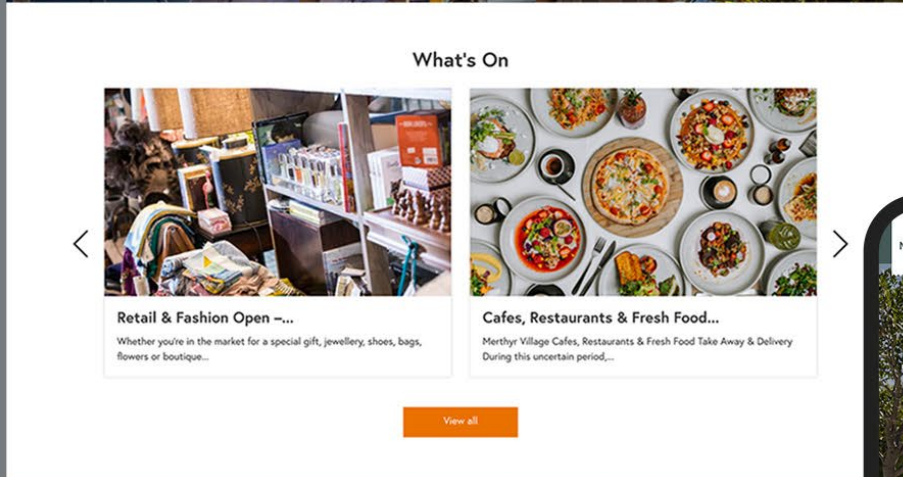 What's On
Retail & Fashion Open –...
Whether you're in the market for a special gift, jewellery, shoes, bags,
flowers or boutique...
Cafes, Restaurants & Fresh Food...
Merthyr Village Cafes, Restaurants & Fresh Food Take Away & Delivery
During this uncertain period,...
View all